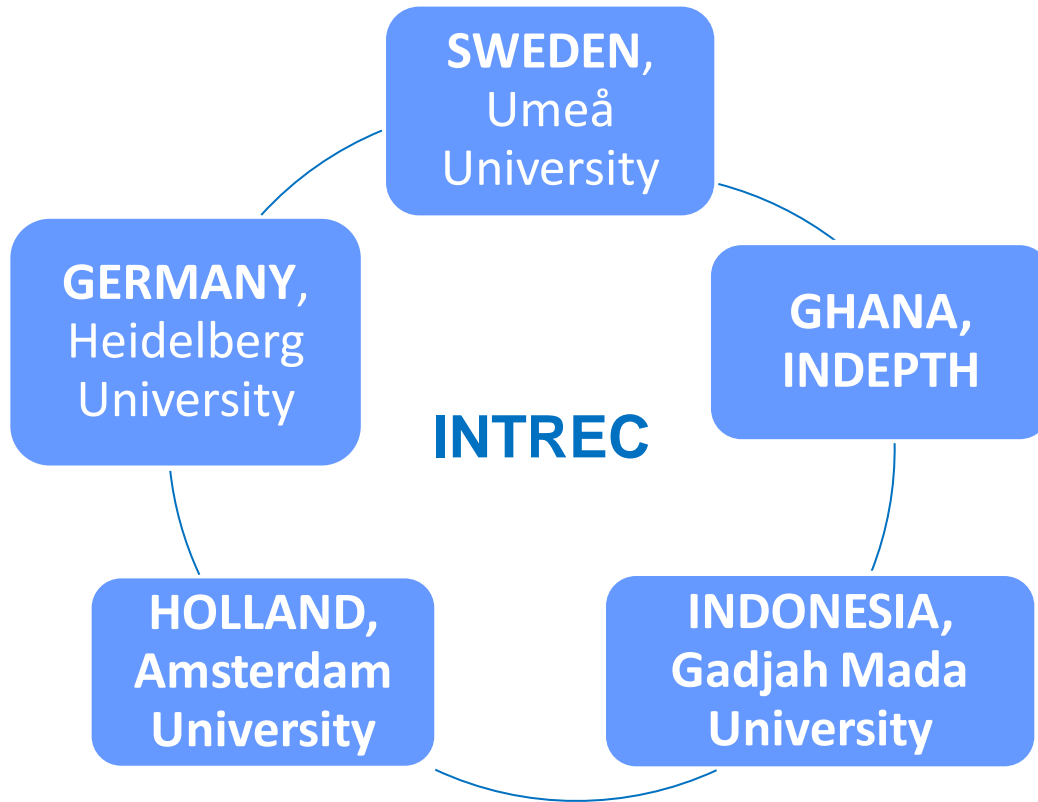 SWEDEN,
Umeå
University
GERMANY,
Heidelberg
University
GHANA,
INDEPTH
INTREC
HOLLAND,
Amsterdam
University
INDONESIA,
Gadjah Mada
University